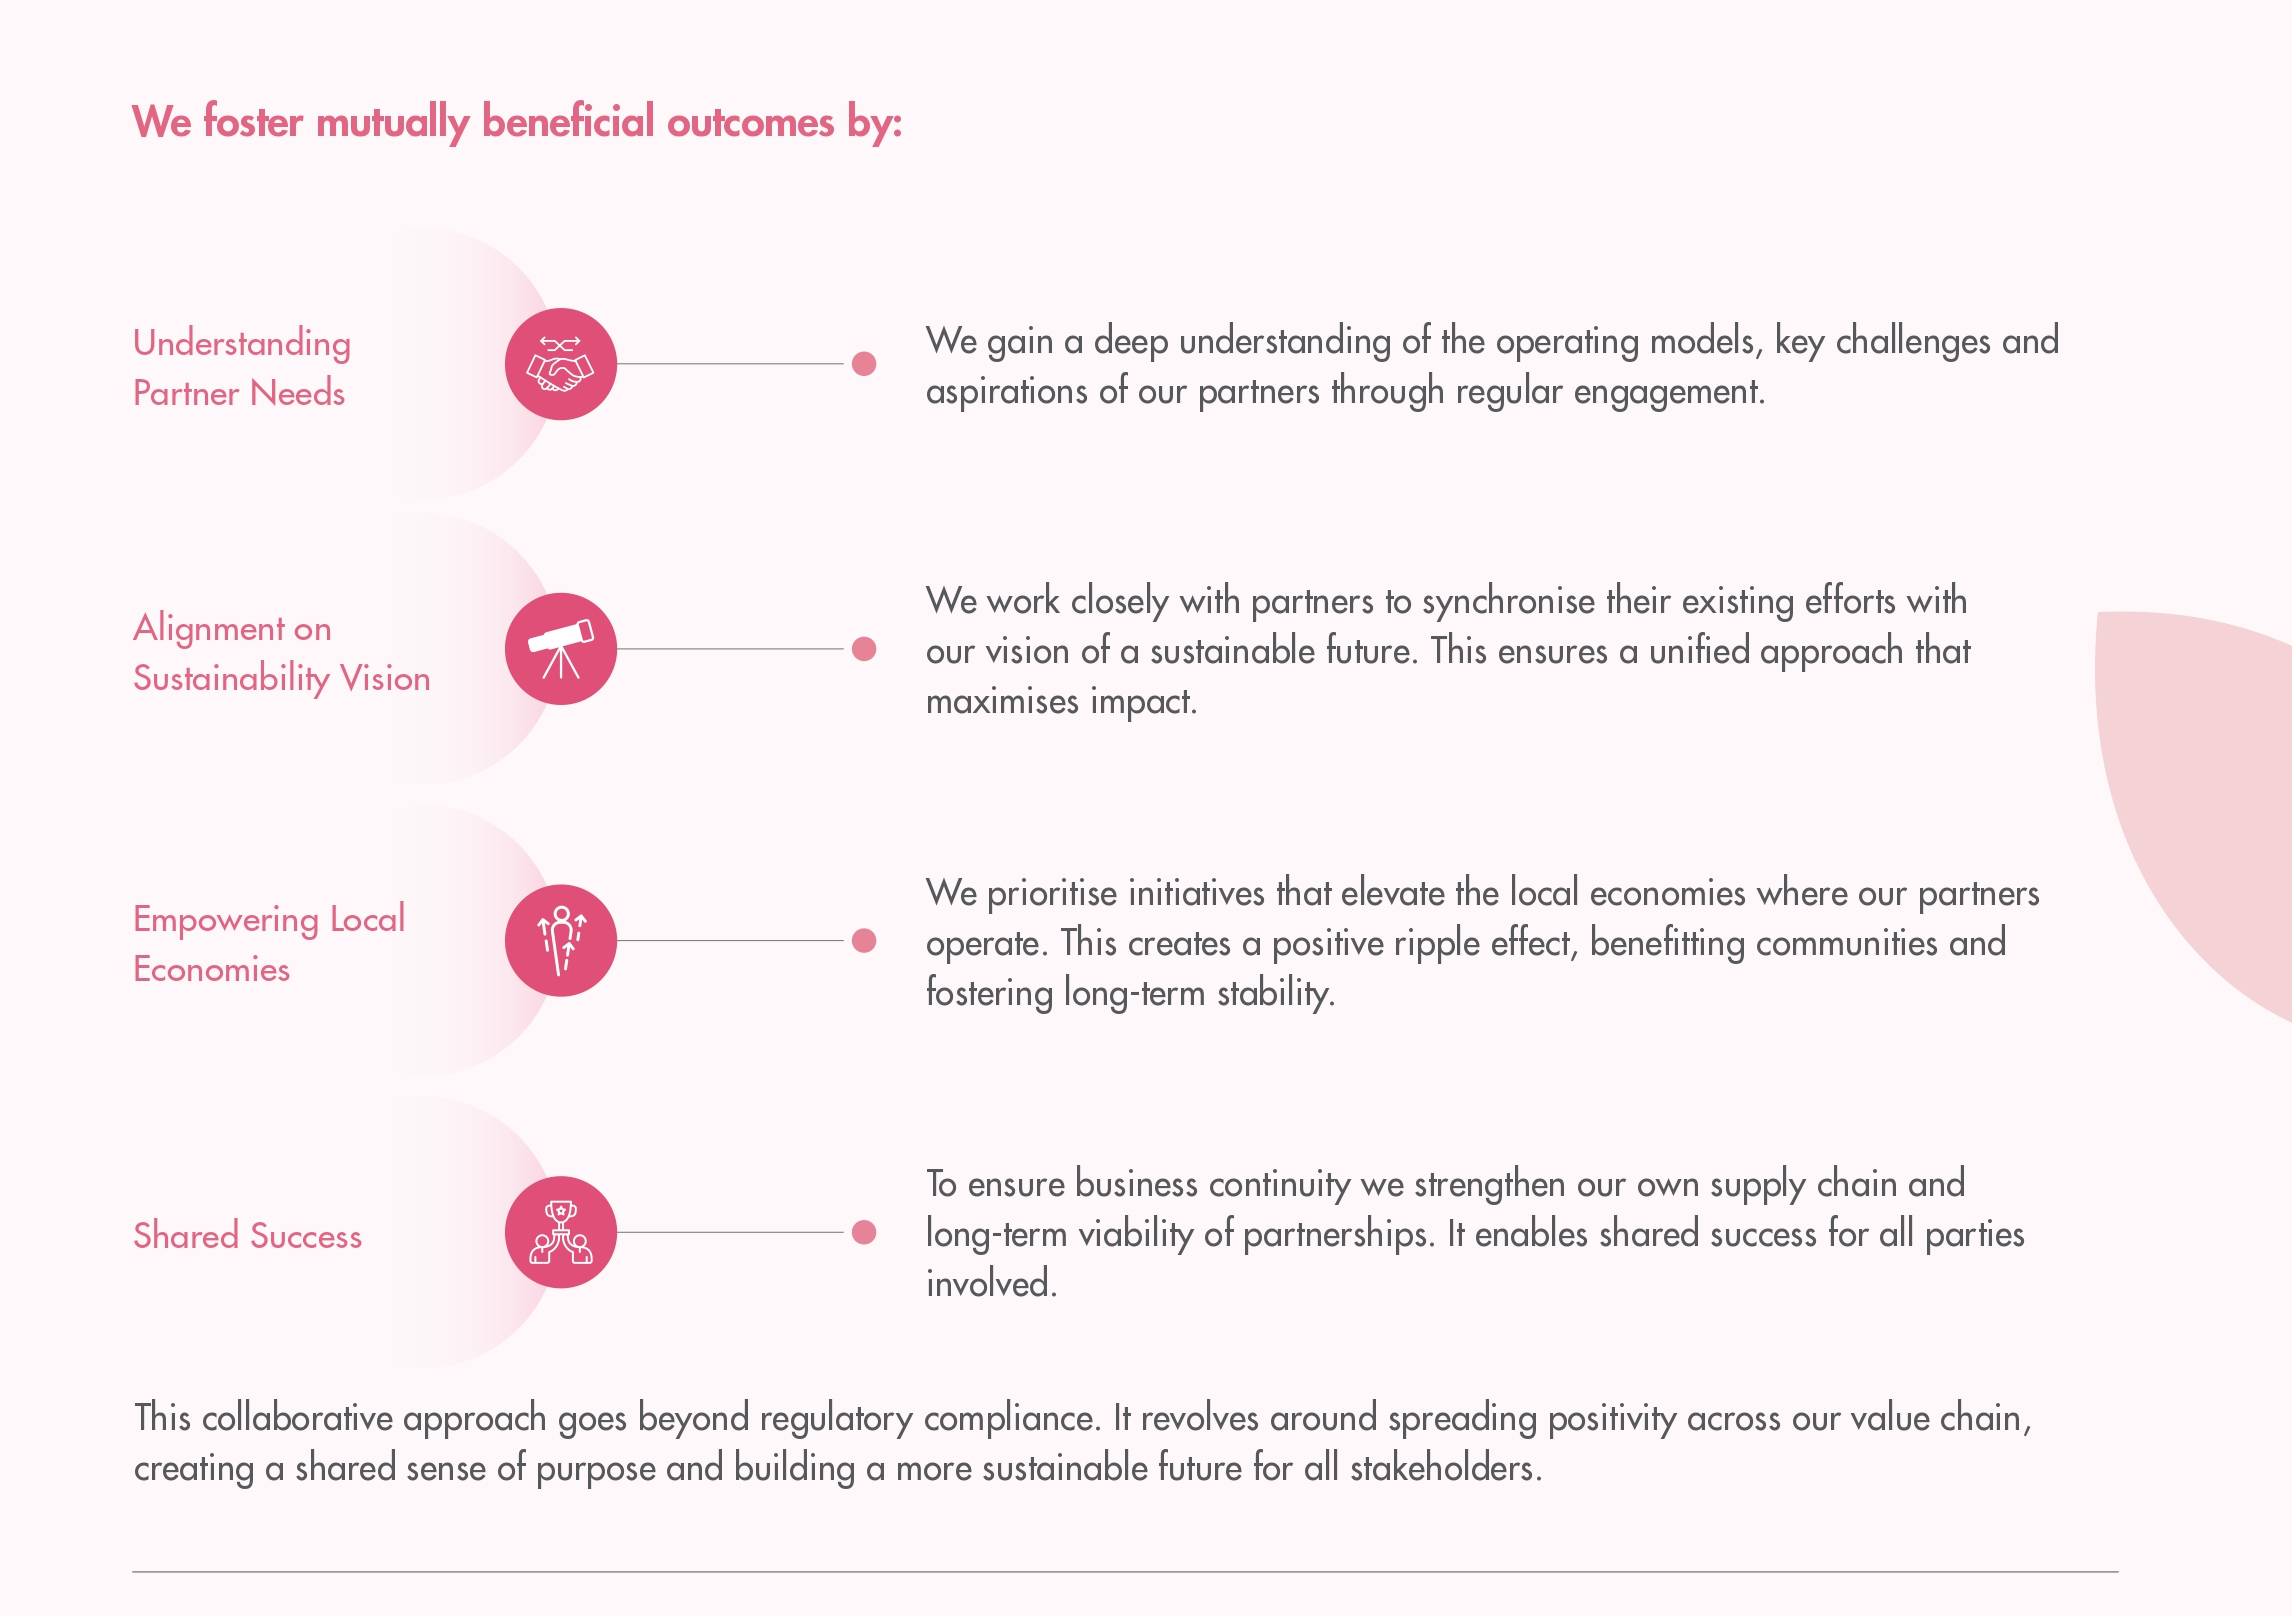 We foster mutually beneficial outcomes by:
Understanding
Partner Needs
We gain a deep understanding of the operating models, key challenges and
aspirations of our partners through regular engagement.
Alignment on
Sustainability Vision
We work closely with partners to synchronise their existing efforts with
our vision of a sustainable future. This ensures a unified approach that
maximises impact.
Empowering Local
Economies
We prioritise initiatives that elevate the local economies where our partners
operate. This creates a positive ripple effect, benefitting communities and
fostering long-term stability.
Shared Success
To ensure business continuity we strengthen our own supply chain and
long-term viability of partnerships. It enables shared success for all parties
involved.
This collaborative approach goes beyond regulatory compliance. It revolves around spreading positivity across our value chain,
creating a shared sense of purpose and building a more sustainable future for all stakeholders.